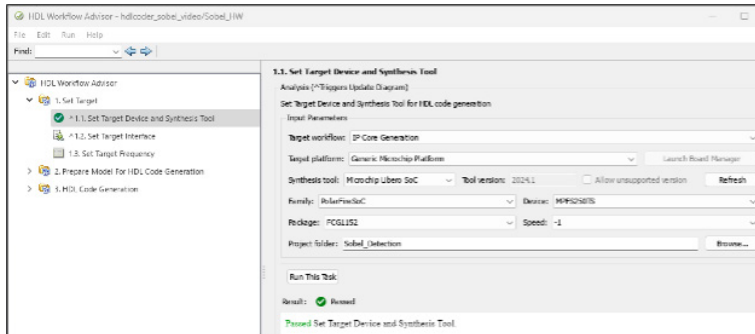 HDL Workflow Advisor - hdlcoder_sobel_video/Sobel_HW
File Edit Run Help
Find:
HDL Workflow Advisor
1. Set Target
^1.1. Set Target Device and Synthesis Tool
^1.2. Set Target Interface
1.3. Set Target Frequency
2. Prepare Model For HDL Code Generation
3. HDL Code Generation
1.1. Set Target Device and Synthesis Tool
Analysis (^Triggers Update Diagram)
Set Target Device and Synthesis Tool for HDL code generation
Input Parameters
Target workflow: IP Core Generation
Target platform: Generic Microchip Platform Launch Board Manager
Synthesis tool: Microchip Libero SoC Tool version: 2024.1 Allow unsupported version Refresh
Family: PolarFireSoC Device: MPFS250TS
Package: FCG1152 Speed: -1
Project folder: Sobel_Detection Browse...
Run This Task
Result: Passed
Passed Set Target Device and Synthesis Tool.